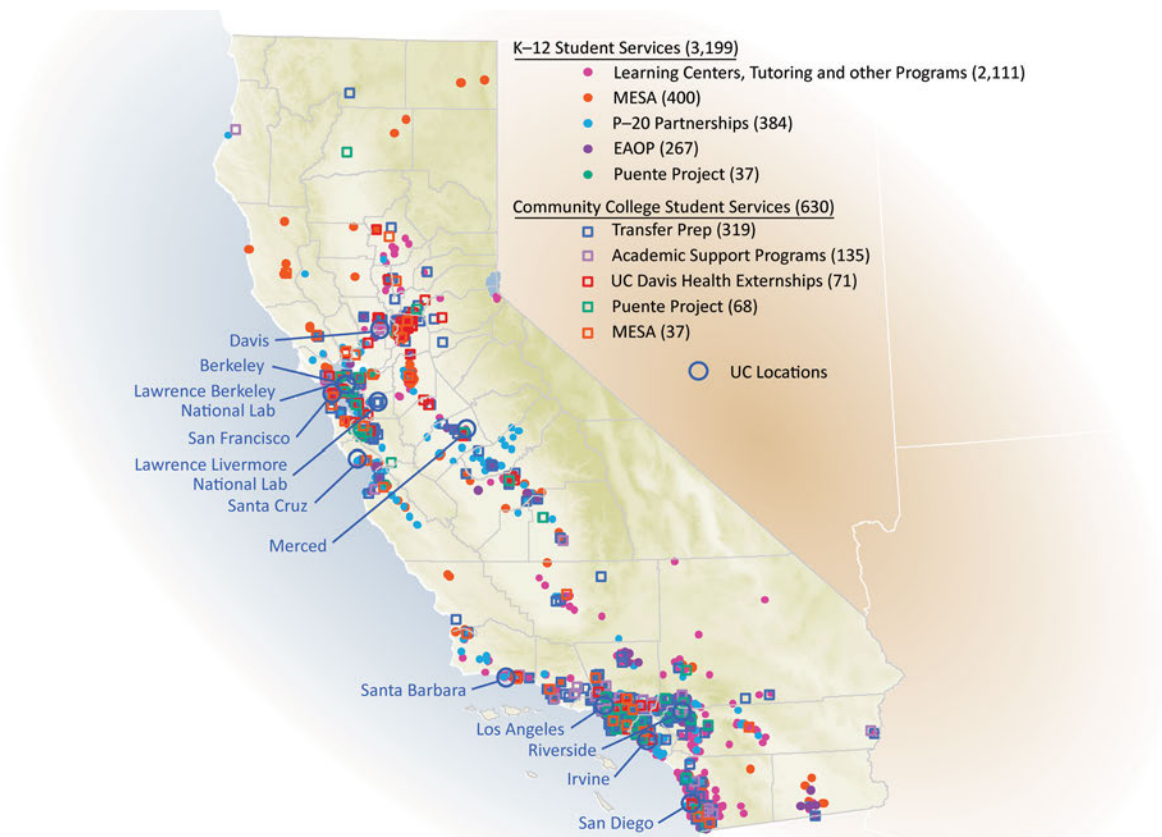 K–12 Student Services (3,199)
Learning Centers, Tutoring and other Programs (2,111)
MESA (400)
P–20 Partnerships (384)
EAOP (267)
Puente Project (37)
Community College Student Services (630)
Transfer Prep (319)
Academic Support Programs (135)
UC Davis Health Externships (71)
Puente Project (68)
MESA (37)
UC Locations
Davis
Berkeley
Lawrence Berkeley
National Lab
San Francisco
Lawrence Livermore
National Lab
Santa Cruz
Merced
Santa Barbara
Los Angeles
Riverside
Irvine
San Diego